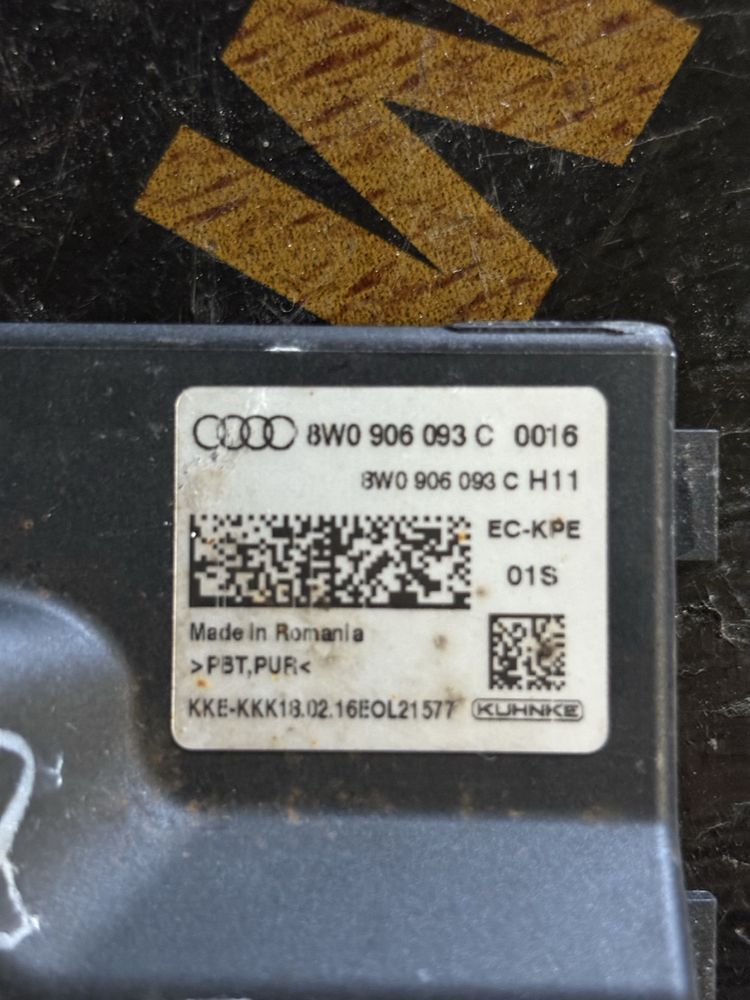 8W0 906 093 C 0016
8W0 906 093 C H11
EC-KPE
01S
Made in Romania
>PBT,PUR<
KKE-KKK18.02.16EOL21577 KUHNKE